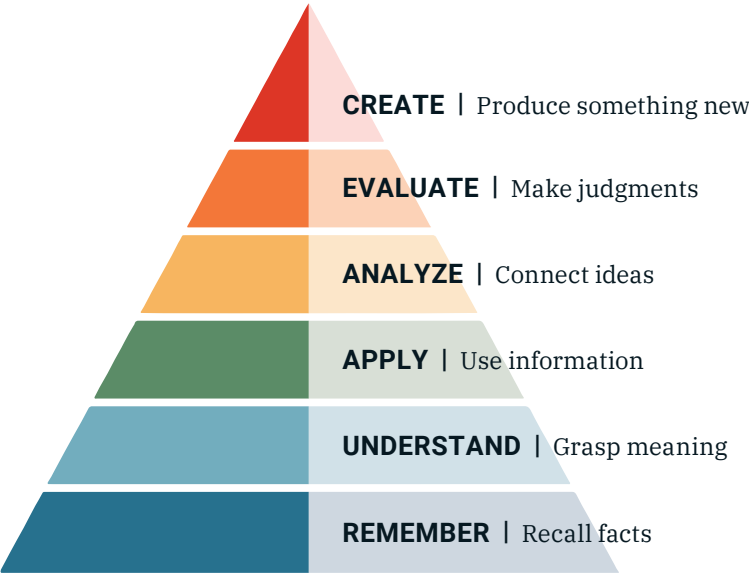 CREATE | Produce something new
EVALUATE | Make judgments
ANALYZE | Connect ideas
APPLY | Use information
UNDERSTAND | Grasp meaning
REMEMBER | Recall facts